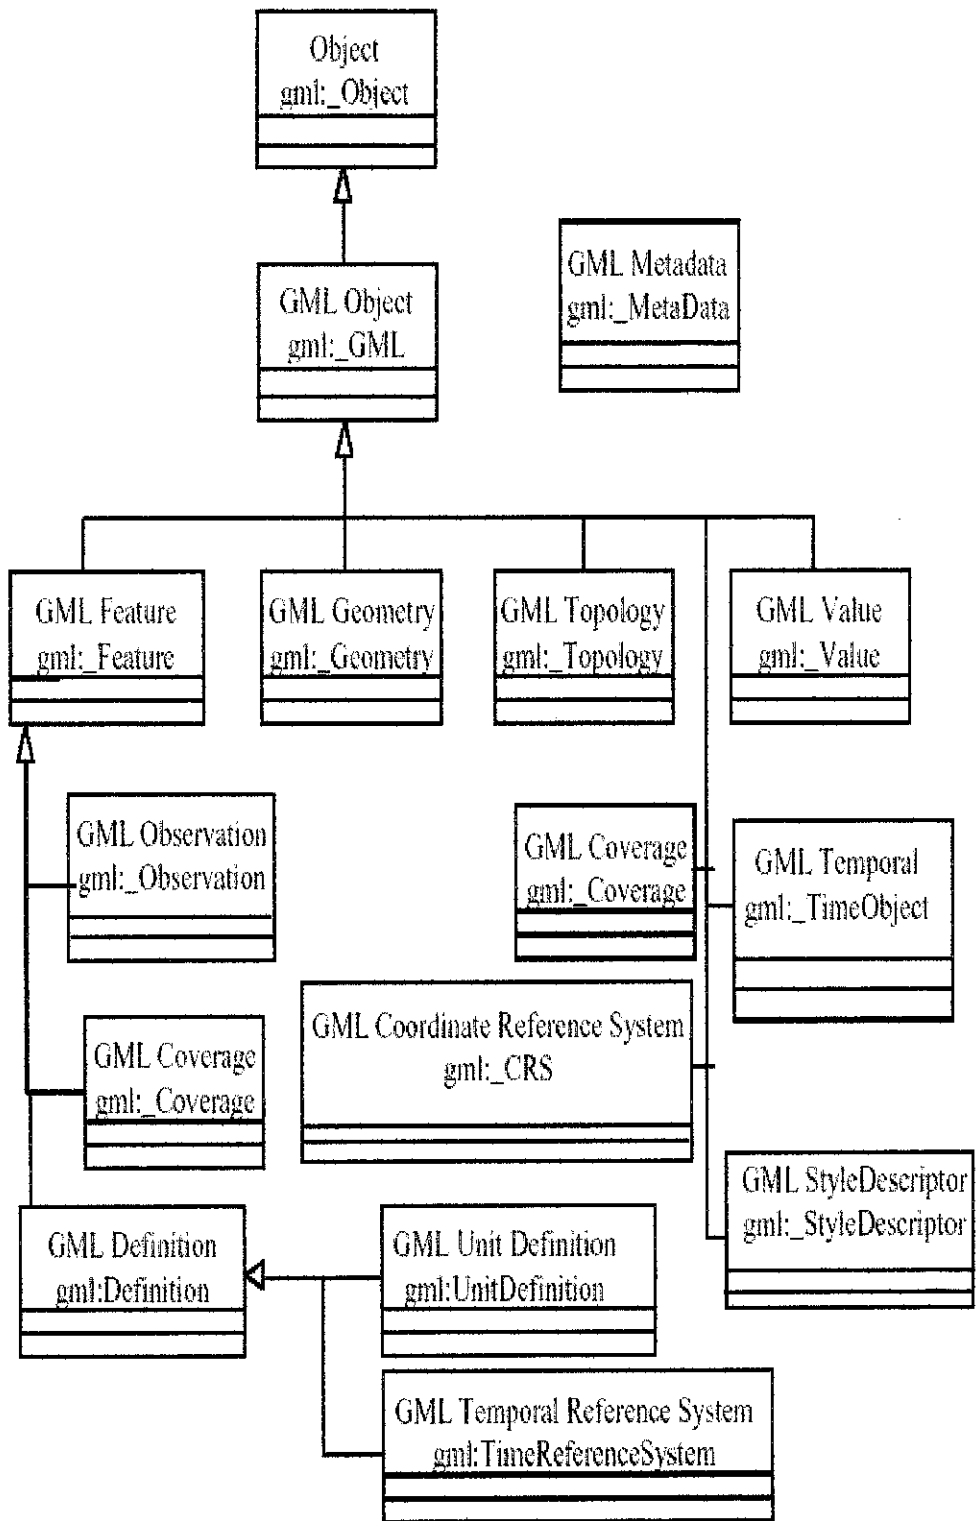 Object
gml:_Object
GML Metadata
gml:_MetaData
GML Object
gml:_GML
GML Feature
gml:_Feature
GML Geometry
gml:_Geometry
GML Topology
gml:_Topology
GML Value
gml:_Value
GML Observation
gml:_Observation
GML Coverage
gml:_Coverage
GML Temporal
gml:_TimeObject
GML Coordinate Reference System
gml:_CRS
GML Coverage
gml:_Coverage
GML StyleDescriptor
gml:_StyleDescriptor
GML Definition
gml:Definition
GML Unit Definition
gml:UnitDefinition
GML Temporal Reference System
gml:TimeReferenceSystem